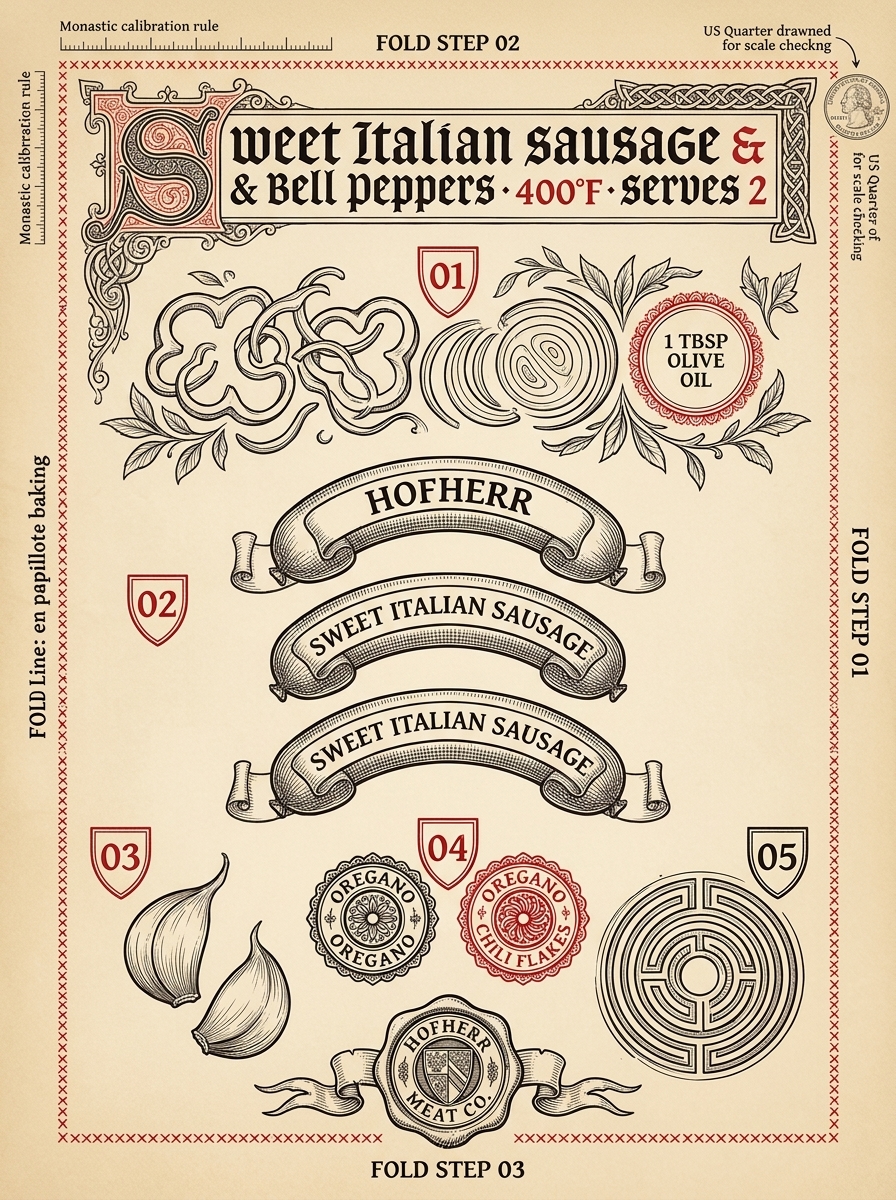 Monastic calibration rule
FOLD STEP 02
US Quarter drawned
for scale checkng
Monastic calibrration rule
US Quarter of
for scale chocking
Sweet Italian sausage &
& Bell peppers · 400°F · serves 2
01
1 TBSP
OLIVE
OIL
HOFHERR
FOLD Line: en papillote baking
FOLD STEP 01
02
SWEET ITALIAN SAUSAGE
SWEET ITALIAN SAUSAGE
03
04
05
OREGANO
OREGANO
OREGANO
CHILI FLAKES
HOFHERR
MEAT CO.
FOLD STEP 03